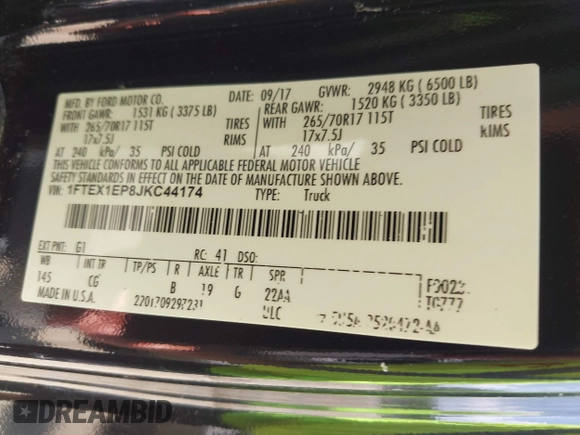 MFD. BY FORD MOTOR CO.
DATE: 09/17 GVWR: 2948 KG ( 6500 LB)
FRONT GAWR: 1531 KG ( 3375 LB)
REAR GAWR: 1520 KG ( 3350 LB)
WITH 265/70R17 115T TIRES
WITH 265/70R17 115T TIRES
17x7.5J RIMS
17x7.5J RIMS
AT 240 kPa/ 35 PSI COLD
AT 240 kPa/ 35 PSI COLD
THIS VEHICLE CONFORMS TO ALL APPLICABLE FEDERAL MOTOR VEHICLE
SAFETY STANDARDS IN EFFECT ON THE DATE OF MANUFACTURE SHOWN ABOVE.
VIN: 1FTEX1EP8JKC44174
TYPE: Truck
EXT PNT: G1 RC: 41 DSO:
WB INT TR TP/PS R AXLE TR SPR
145 CG B 19 G 22AA
MADE IN U.S.A. 2201709297231 ULC
DREAMBID